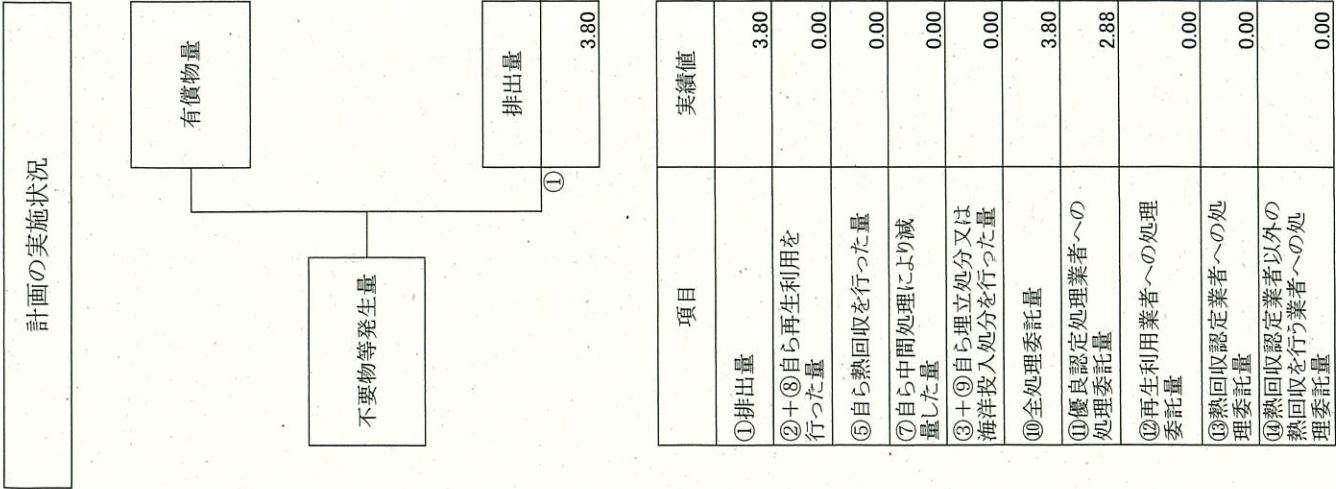 計画の実施状況
有償物量
不要物等発生量
排出量
①
3.80
項目
実績値
①排出量
3.80
②+⑧自ら再生利用を
行った量
0.00
⑤自ら熱回収を行った量
0.00
⑦自ら中間処理により減
量した量
0.00
③+⑨自ら埋立処分又は
海洋投入処分を行った量
0.00
⑩全処理委託量
3.80
⑪優良認定処理業者への
処理委託量
2.88
⑫再生利用業者への処理
委託量
0.00
⑬熱回収認定業者への処
理委託量
0.00
⑭熱回収認定業者以外の
熱回収を行う業者への処
理委託量
0.00